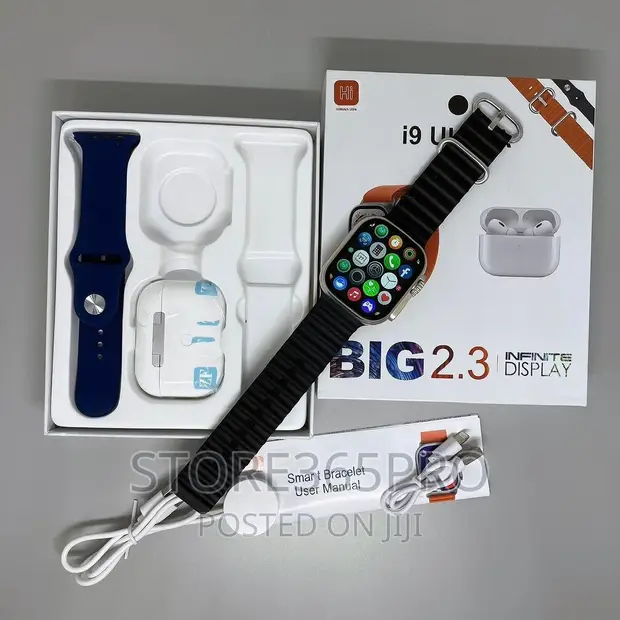 Hi
i9 Ul
BIG 2.3
INFINITE
DISPLAY
STORE365PRO
Smart Bracelet
User Manual
POSTED ON JIJI